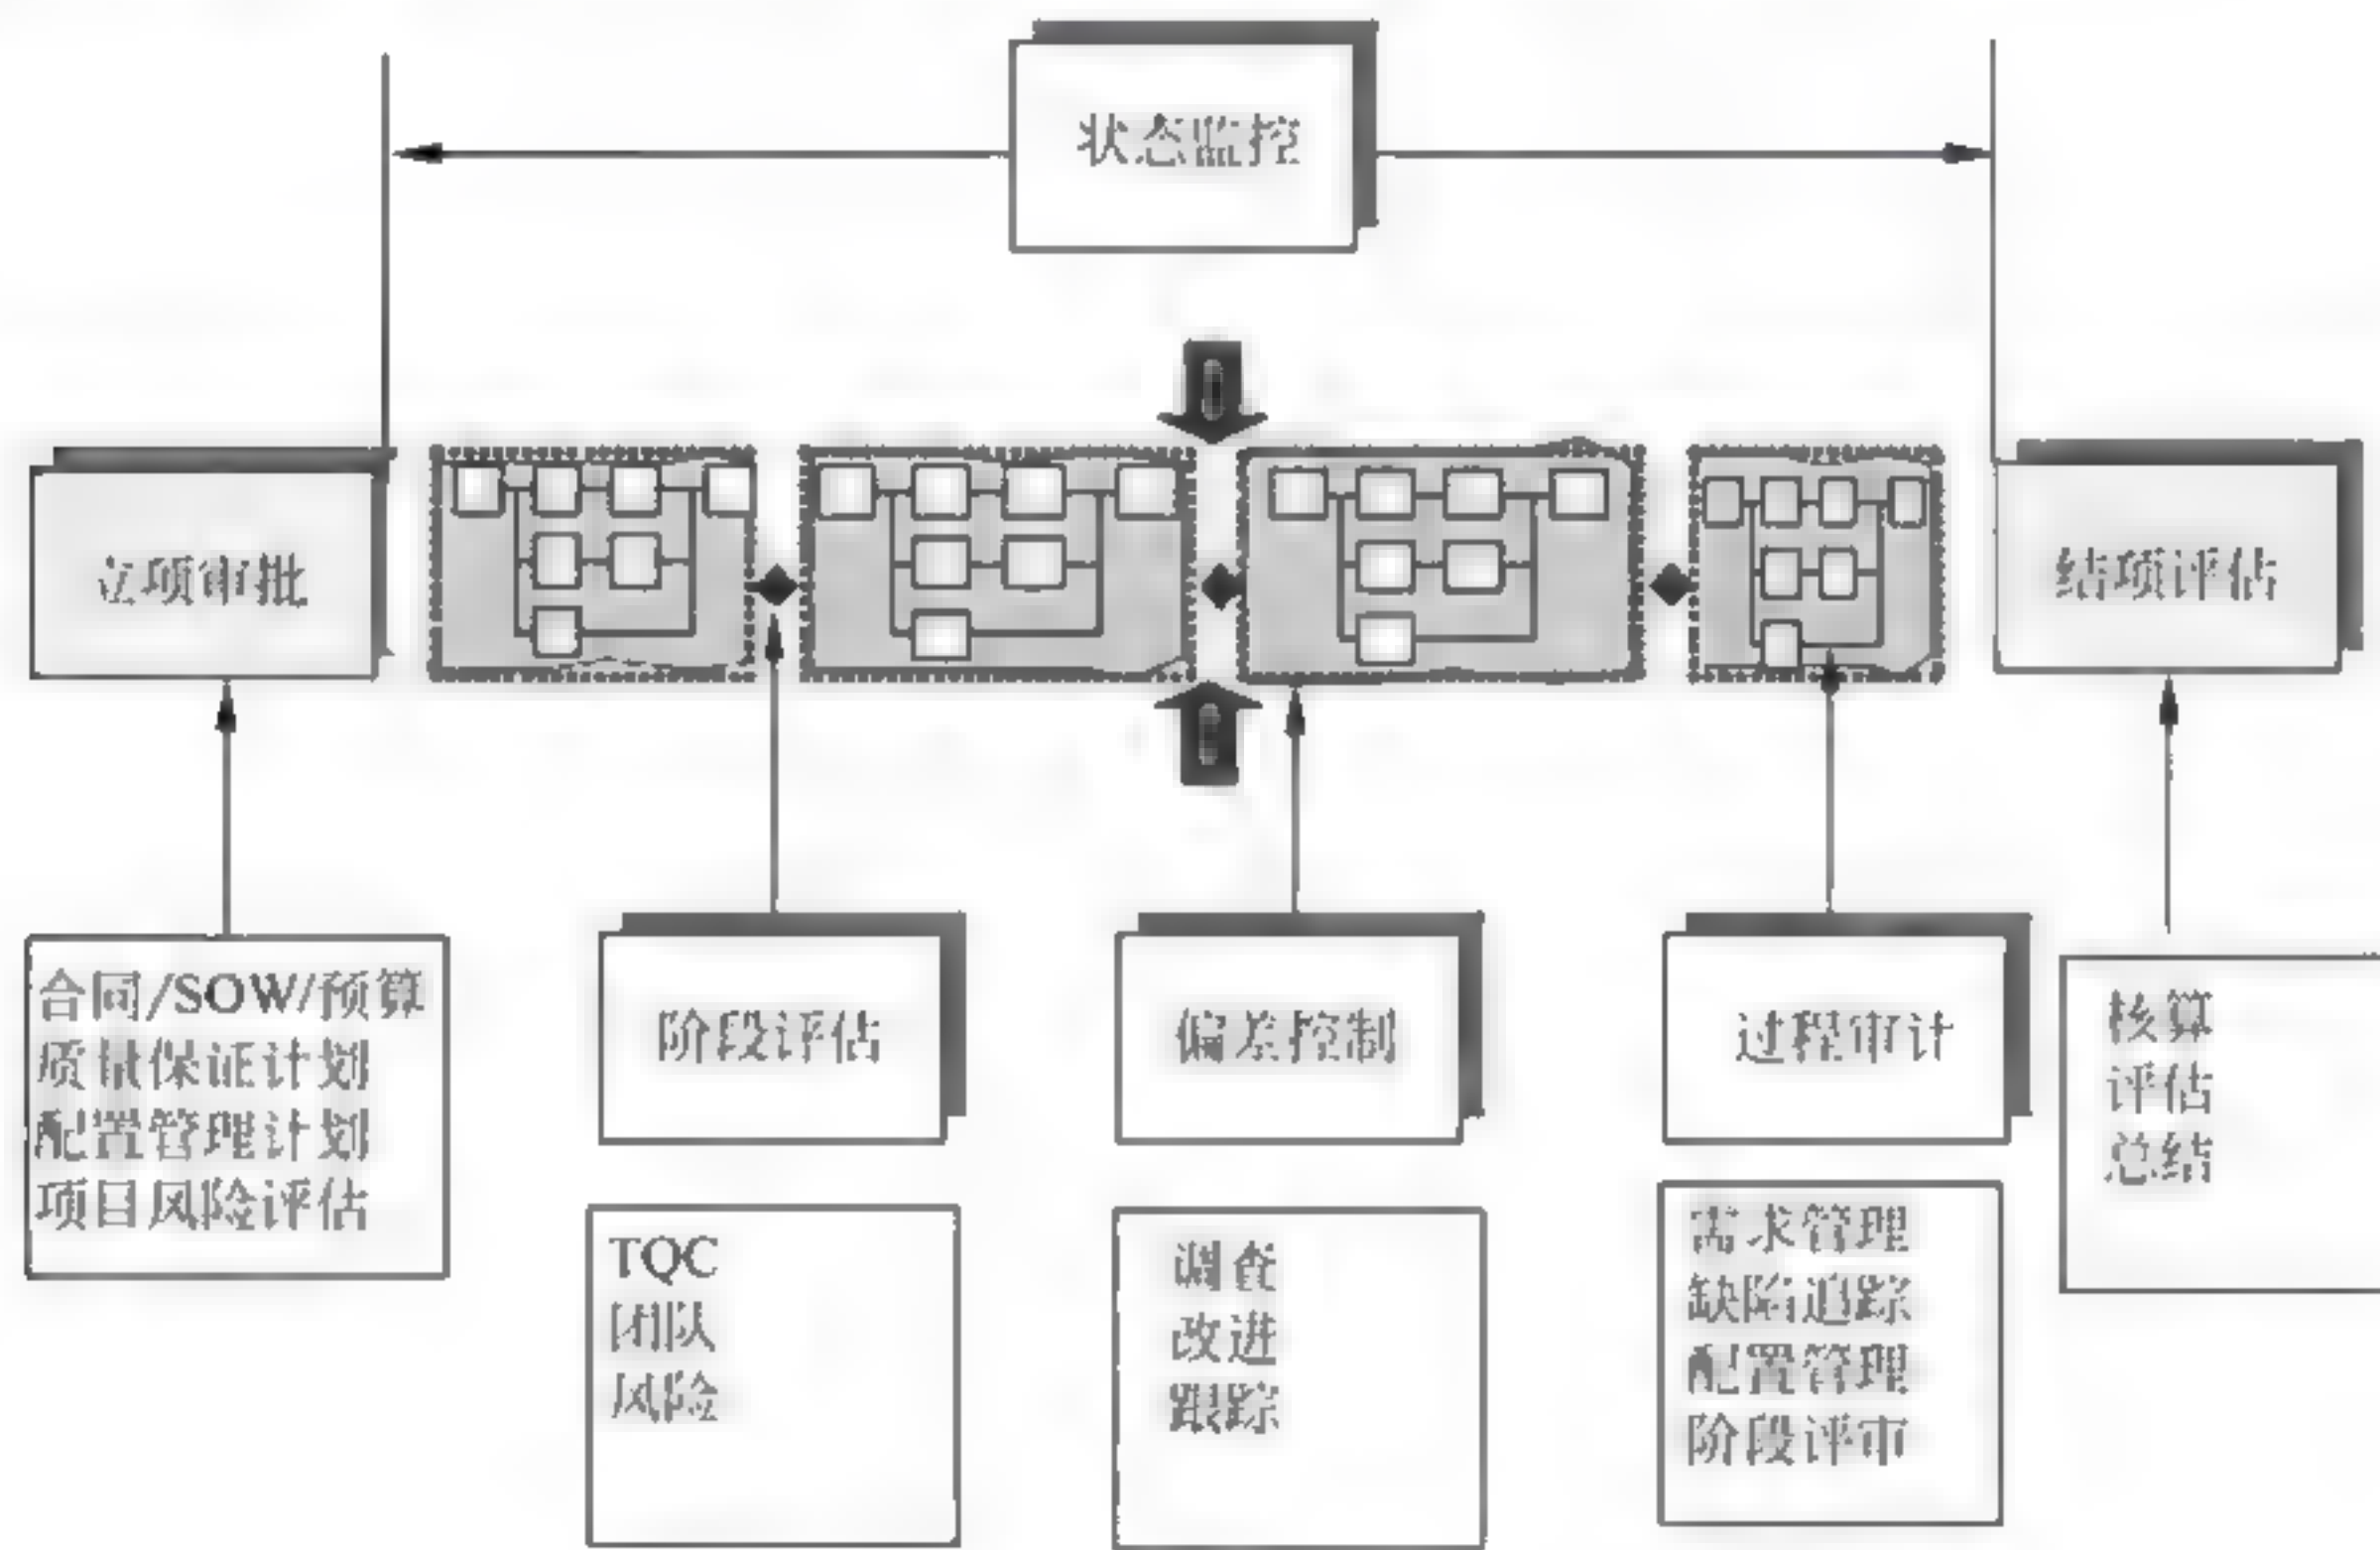 状态监控
立项审批
结项评估
合同/SOW/预算
质量保证计划
配置管理计划
项目风险评估
阶段评估
TQC
团队
风险
偏差控制
调查
改进
跟踪
过程审计
需求管理
缺陷追踪
配置管理
阶段评审
核算
评估
总结